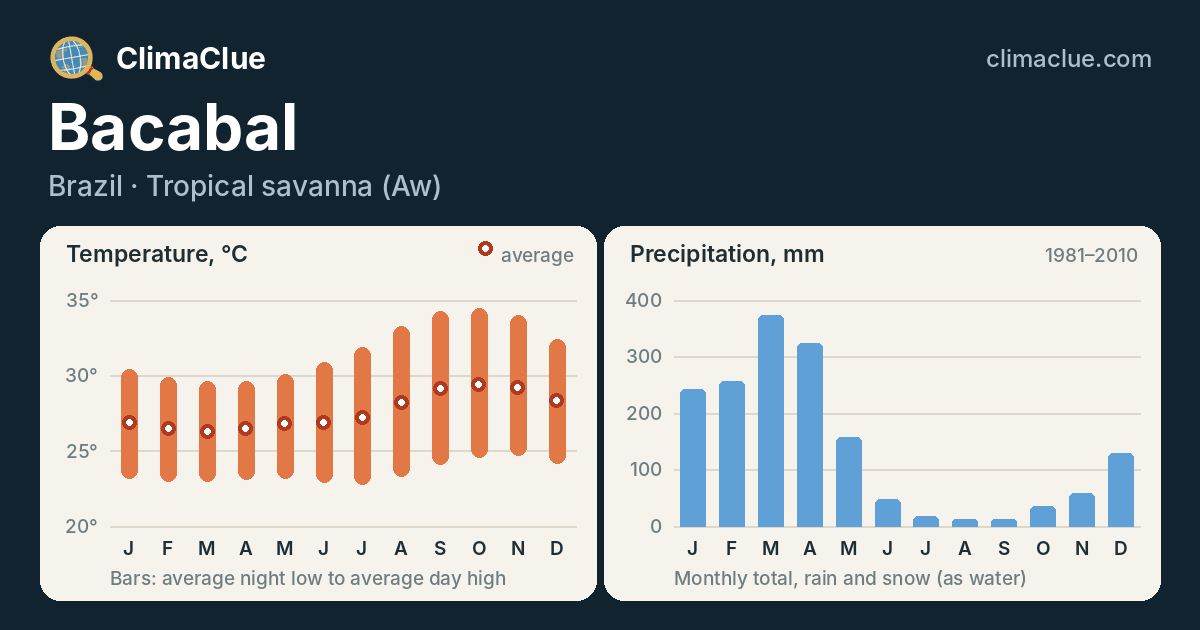 ClimaClue
climaclue.com
Bacabal
Brazil · Tropical savanna (Aw)
Temperature, °C
average
35°
30°
25°
20°
J F M A M J J A S O N D
Bars: average night low to average day high
Precipitation, mm
1981–2010
400
300
200
100
0
J F M A M J J A S O N D
Monthly total, rain and snow (as water)